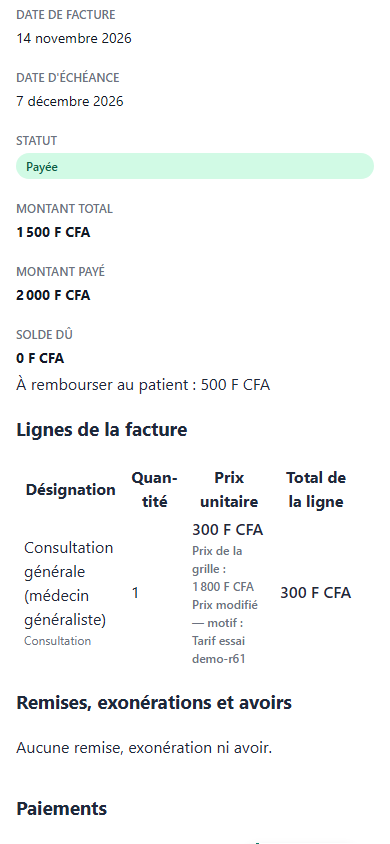 DATE DE FACTURE
14 novembre 2026
DATE D'ÉCHÉANCE
7 décembre 2026
STATUT
Payée
MONTANT TOTAL
1 500 F CFA
MONTANT PAYÉ
2 000 F CFA
SOLDE DÛ
0 F CFA
À rembourser au patient : 500 F CFA
Lignes de la facture
Désignation
Quan-
tité
Prix
unitaire
Total de
la ligne
Consultation
générale
(médecin
généraliste)
Consultation
1
300 F CFA
Prix de la
grille :
1 800 F CFA
Prix modifié
— motif :
Tarif essai
demo-r61
300 F CFA
Remises, exonérations et avoirs
Aucune remise, exonération ni avoir.
Paiements